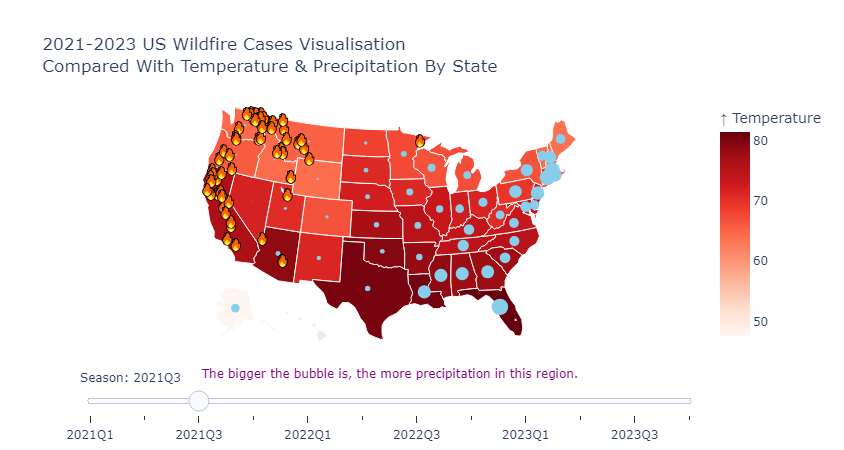 2021-2023 US Wildfire Cases Visualisation
Compared With Temperature & Precipitation By State
↑ Temperature
80
70
60
50
Season: 2021Q3
The bigger the bubble is, the more precipitation in this region.
2021Q1
2021Q3
2022Q1
2022Q3
2023Q1
2023Q3